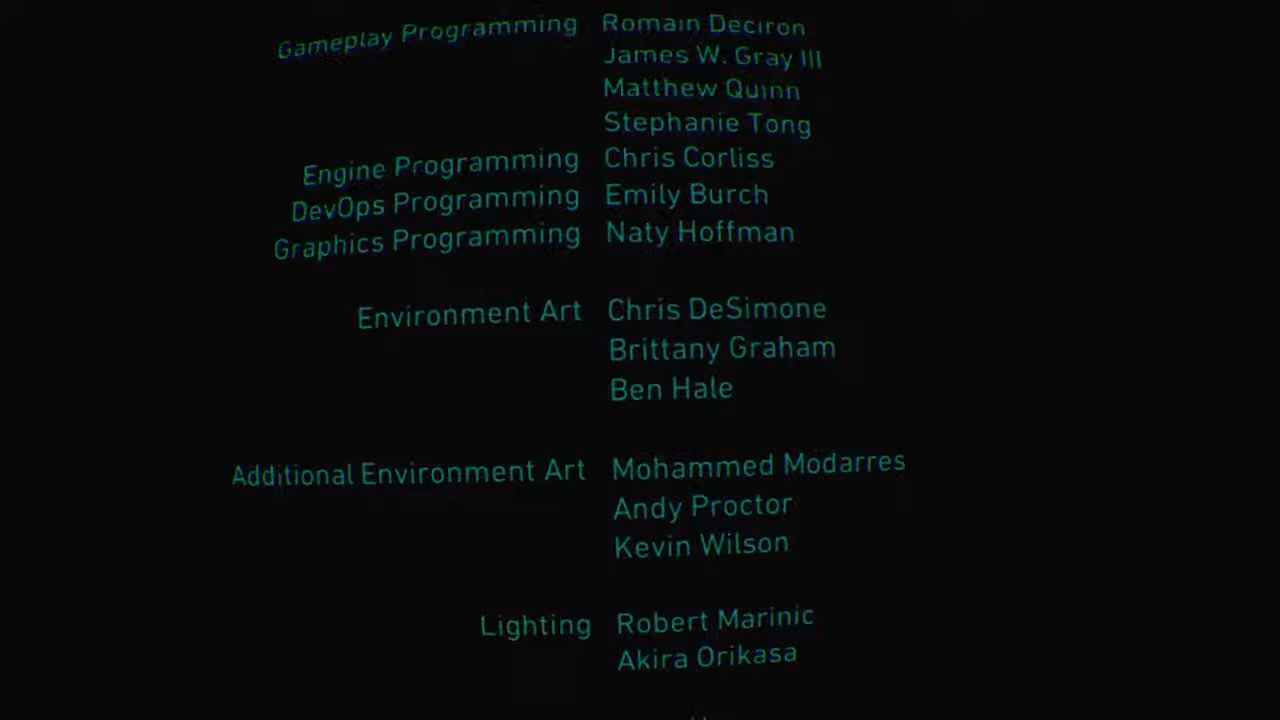 Gameplay Programming Romain Deciron
James W. Gray III
Matthew Quinn
Stephanie Tong
Engine Programming Chris Corliss
DevOps Programming Emily Burch
Graphics Programming Naty Hoffman
Environment Art Chris DeSimone
Brittany Graham
Ben Hale
Additional Environment Art Mohammed Modarres
Andy Proctor
Kevin Wilson
Lighting Robert Marinic
Akira Orikasa